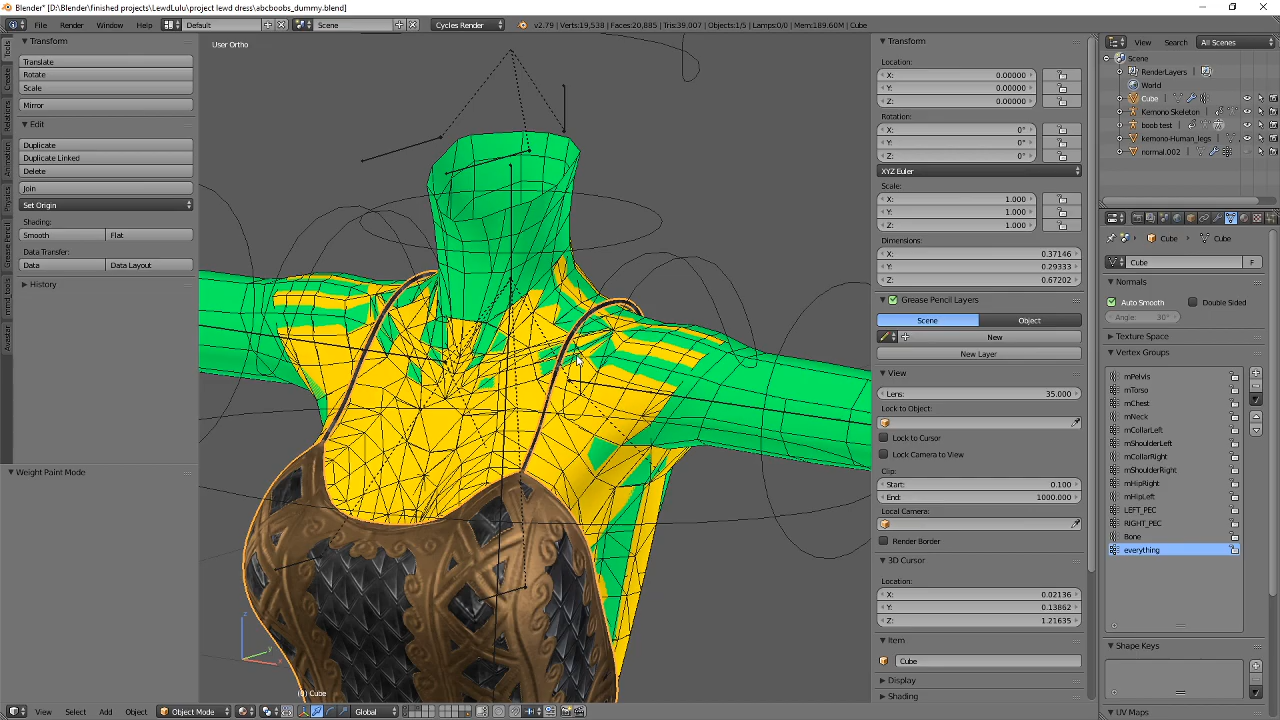 Blender* [D:\Blender\finished projects\LewdLulu\project lewd dress\abcboobs_dummy.blend]
File Render Window Help Default Scene Cycles Render v2.79 | Verts:19,538 | Faces:20,885 | Tris:39,007 | Objects:1/5 | Lamps:0/0 | Mem:189.60M | Cube
Tools
Create
Relations
Animation
Physics
Grease Pencil
mmd_tools
Avastar
Transform
Translate
Rotate
Scale
Mirror
Edit
Duplicate
Duplicate Linked
Delete
Join
Set Origin
Shading:
Smooth Flat
Data Transfer:
Data Data Layout
History
Weight Paint Mode
User Ortho
z
y
x
(0) Cube
View Select Add Object Object Mode Global
Transform
Location:
X: 0.00000
Y: 0.00000
Z: 0.00000
Rotation:
X: 0°
Y: 0°
Z: 0°
XYZ Euler
Scale:
X: 1.000
Y: 1.000
Z: 1.000
Dimensions:
X: 0.37146
Y: 0.29333
Z: 0.67202
Grease Pencil Layers
Scene Object
New
New Layer
View
Lens: 35.000
Lock to Object:
Lock to Cursor
Lock Camera to View
Clip:
Start: 0.100
End: 1000.000
Local Camera:
Render Border
3D Cursor
Location:
X: 0.02136
Y: 0.13862
Z: 1.21635
Item
Cube
Display
Shading
View Search All Scenes
Scene
RenderLayers
World
Cube
Kemono Skeleton
boob test
kemono-Human_legs
normal.002
Cube Cube
Cube F
Normals
Auto Smooth Double Sided
Angle: 30°
Texture Space
Vertex Groups
mPelvis
mTorso
mChest
mNeck
mCollarLeft
mShoulderLeft
mCollarRight
mShoulderRight
mHipRight
mHipLeft
LEFT_PEC
RIGHT_PEC
Bone
everything
Shape Keys
UV Maps